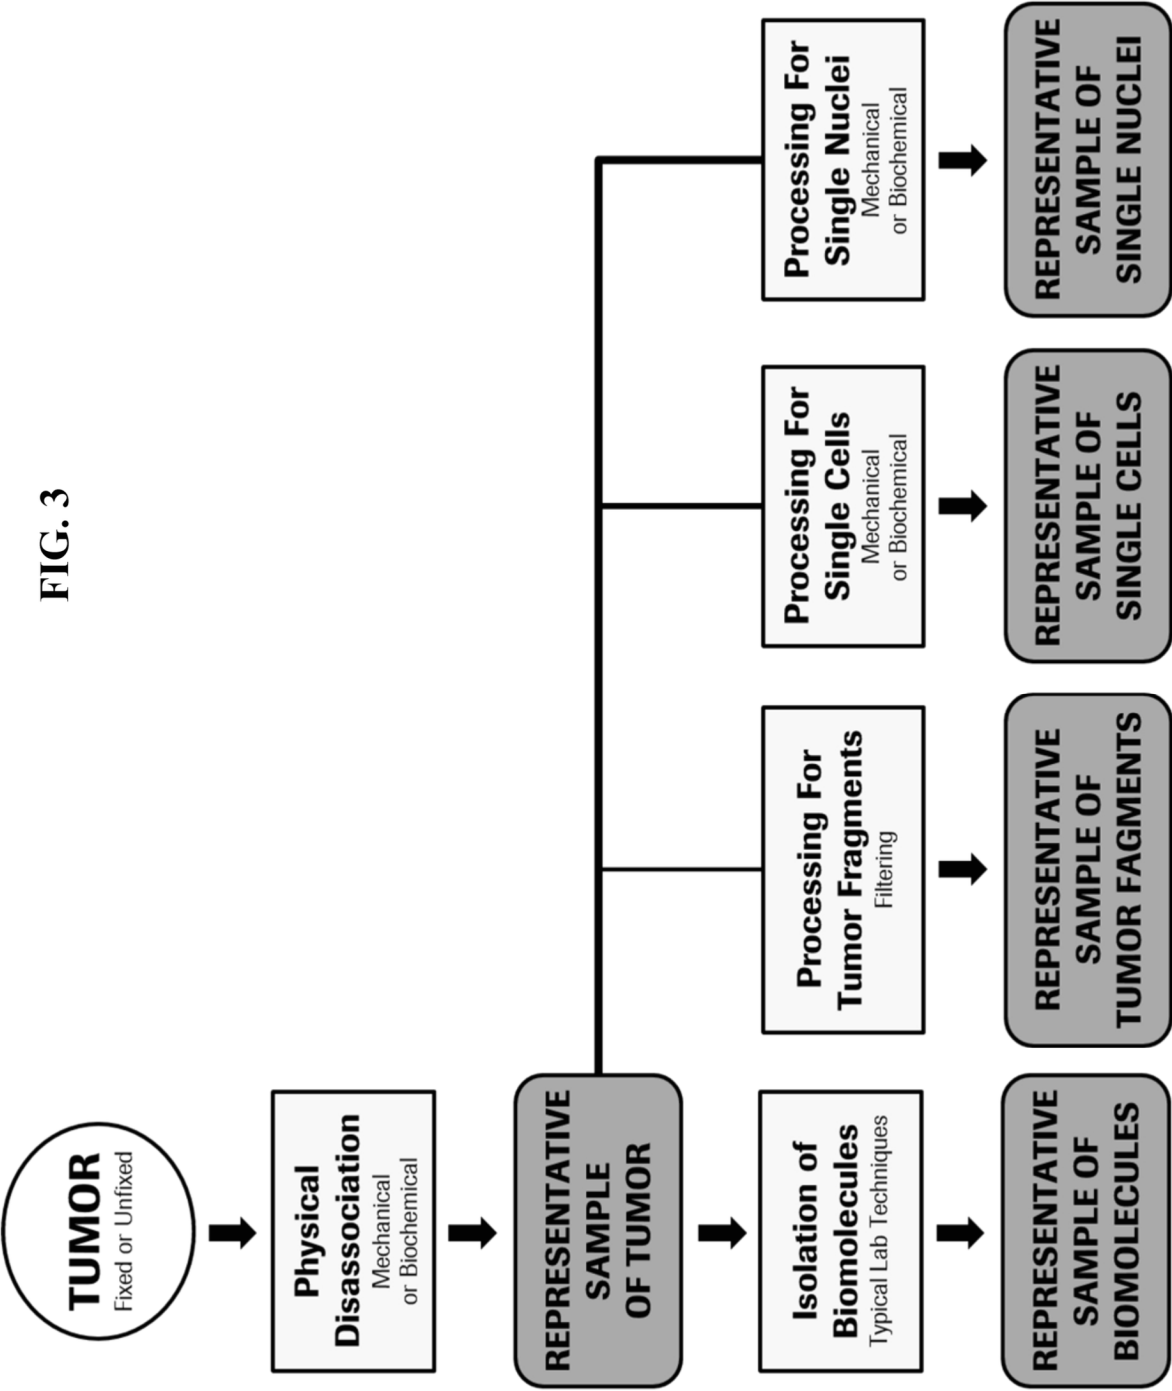 FIG. 3
TUMOR
Fixed or Unfixed
Physical
Disassociation
Mechanical
or Biochemical
REPRESENTATIVE
SAMPLE
OF TUMOR
Isolation of
Biomolecules
Typical Lab Techniques
REPRESENTATIVE
SAMPLE OF
BIOMOLECULES
Processing For
Tumor Fragments
Filtering
REPRESENTATIVE
SAMPLE OF
TUMOR FAGMENTS
Processing For
Single Cells
Mechanical
or Biochemical
REPRESENTATIVE
SAMPLE OF
SINGLE CELLS
Processing For
Single Nuclei
Mechanical
or Biochemical
REPRESENTATIVE
SAMPLE OF
SINGLE NUCLEI